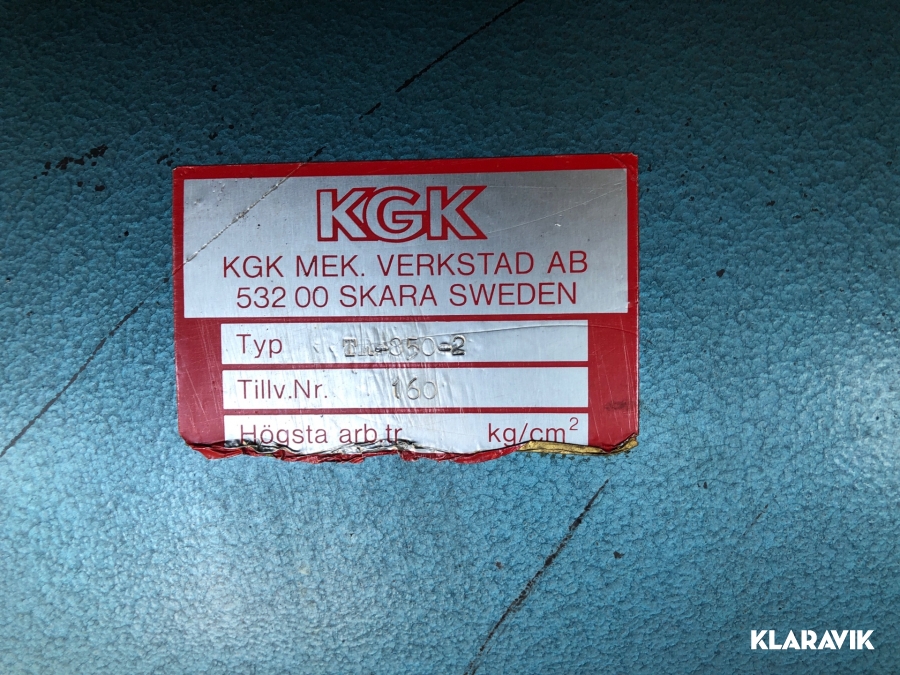 KGK
KGK MEK. VERKSTAD AB
532 00 SKARA SWEDEN
Typ
Tillv.Nr. 160
Högsta arb.tr. kg/cm²
KLARAVIK